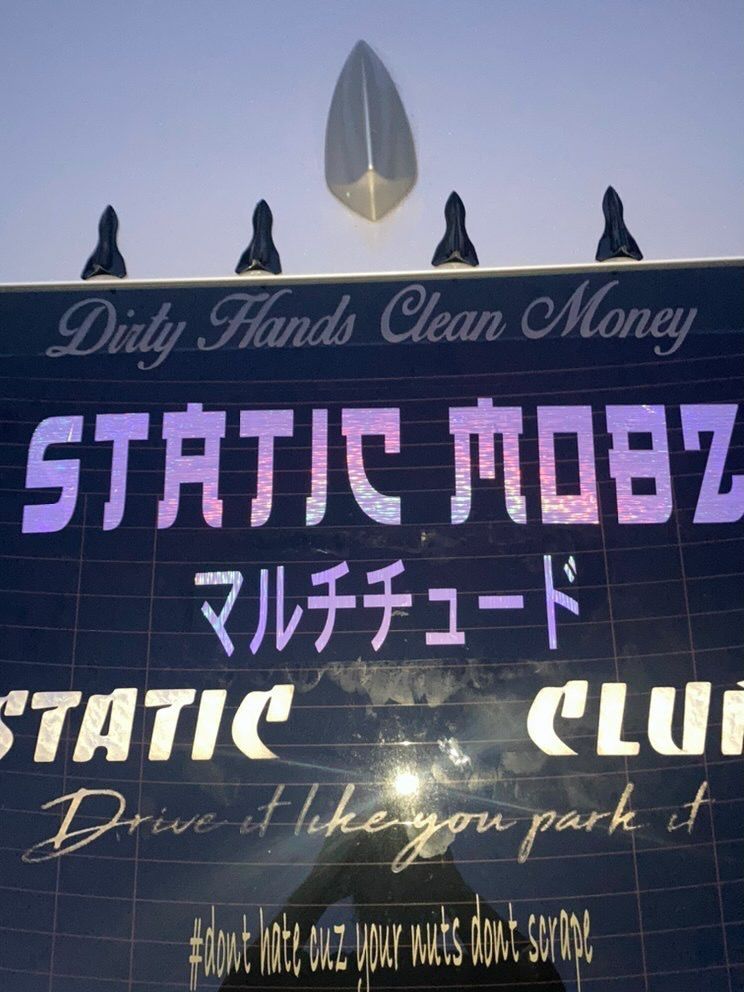 Dirty Hands Clean Money
STATIC MOBZ
マルチチュード
STATIC CLUB
Drive it like you park it
#dont hate cuz your nuts dont scrape